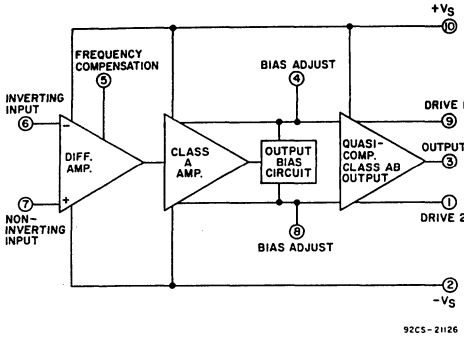 +VS
10
FREQUENCY
COMPENSATION
5
BIAS ADJUST
4
INVERTING
INPUT
6
−
DIFF.
AMP.
+
7
NON-
INVERTING
INPUT
CLASS
A
AMP.
OUTPUT
BIAS
CIRCUIT
QUASI-
COMP.
CLASS AB
OUTPUT
DRIVE 1
9
OUTPUT
3
1
DRIVE 2
8
BIAS ADJUST
2
-VS
92CS-21126